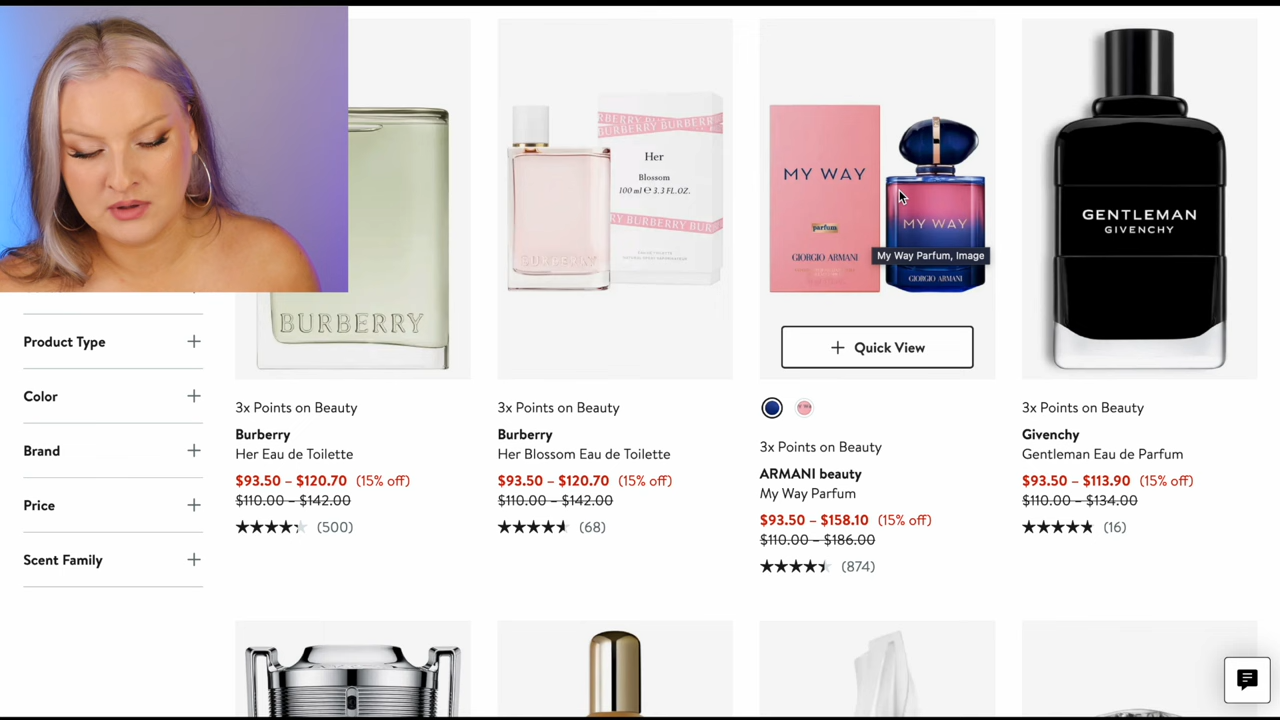 BURBERRY
BURBERRY BURBERR
Her
Blossom
100 ml ℮ 3.3 FL.OZ.
RY BURBERRY BUR
BURBERRY
MY WAY
parfum
GIORGIO ARMANI
MY WAY
GIORGIO ARMANI
My Way Parfum, Image
GENTLEMAN
GIVENCHY
+ Quick View
Product Type +
Color +
Brand +
Price +
Scent Family +
3x Points on Beauty
Burberry
Her Eau de Toilette
$93.50 – $120.70 (15% off)
$110.00 – $142.00
(500)
3x Points on Beauty
Burberry
Her Blossom Eau de Toilette
$93.50 – $120.70 (15% off)
$110.00 – $142.00
(68)
3x Points on Beauty
ARMANI beauty
My Way Parfum
$93.50 – $158.10 (15% off)
$110.00 – $186.00
(874)
3x Points on Beauty
Givenchy
Gentleman Eau de Parfum
$93.50 – $113.90 (15% off)
$110.00 – $134.00
(16)